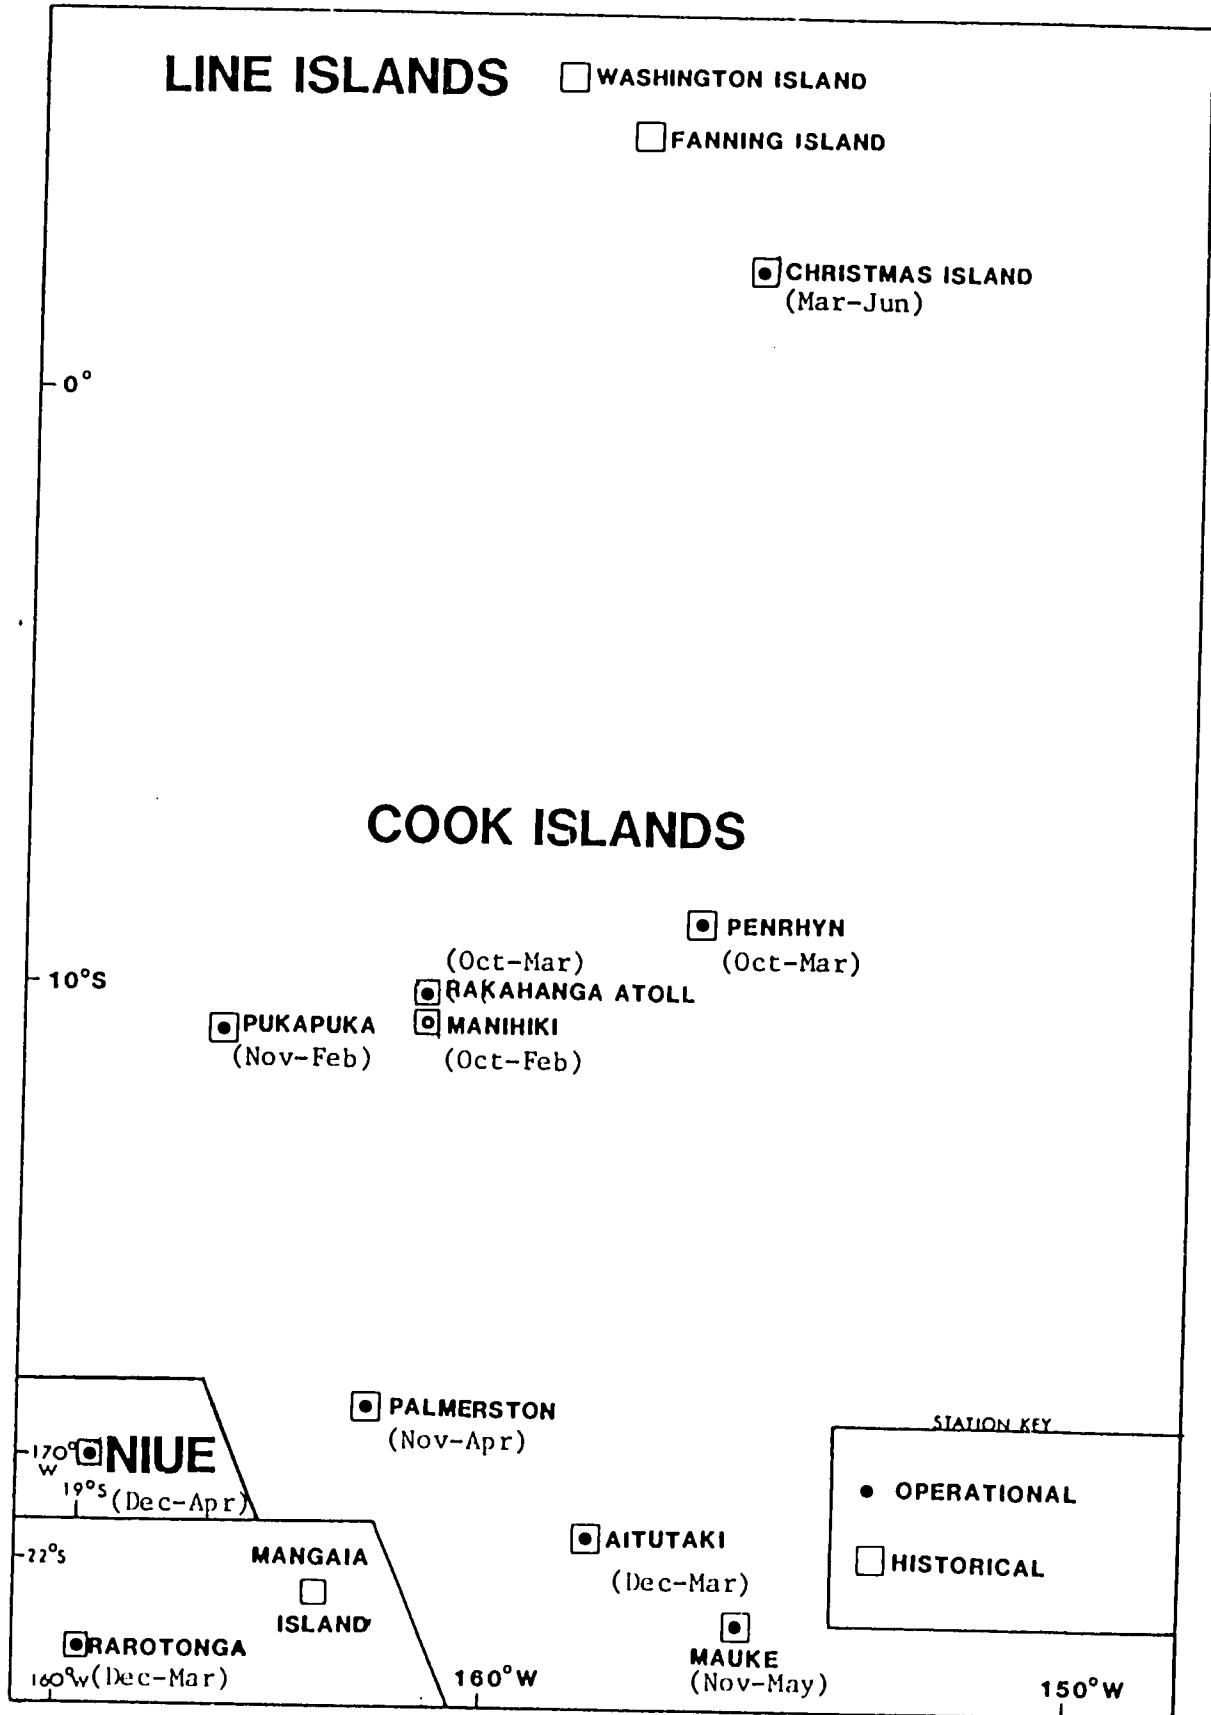 LINE ISLANDS
WASHINGTON ISLAND
FANNING ISLAND
CHRISTMAS ISLAND
(Mar-Jun)
0°
COOK ISLANDS
PENRHYN
(Oct-Mar)
(Oct-Mar)
10°S
RAKAHANGA ATOLL
PUKAPUKA
(Nov-Feb)
MANIHIKI
(Oct-Feb)
PALMERSTON
(Nov-Apr)
170°
W
NIUE
19°S (Dec-Apr)
STATION KEY
OPERATIONAL
HISTORICAL
22°S
MANGAIA
ISLAND
AITUTAKI
(Dec-Mar)
RAROTONGA
160°W (Dec-Mar)
MAUKE
(Nov-May)
160°W
150°W